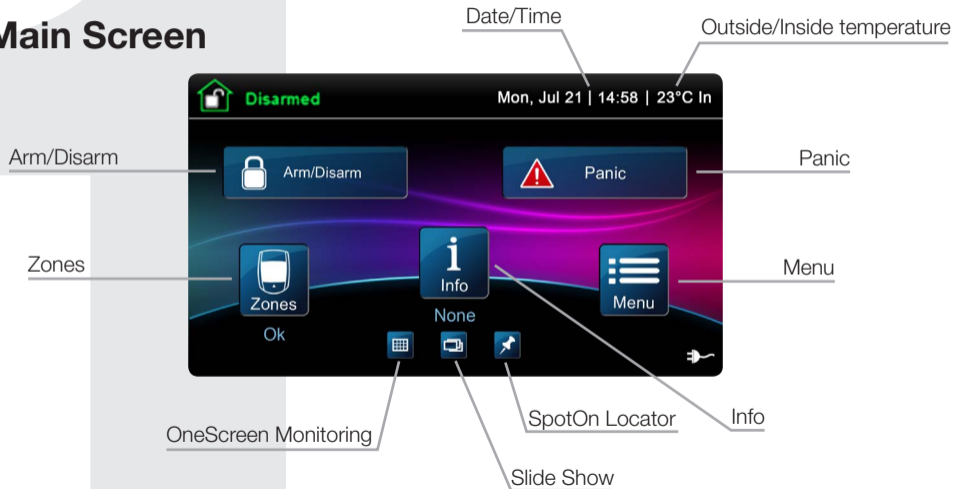 Main Screen
Date/Time
Outside/Inside temperature
Disarmed
Mon, Jul 21 | 14:58 | 23°C In
Arm/Disarm
Arm/Disarm
Panic
Panic
Zones
Zones
Ok
i
Info
None
Menu
Menu
OneScreen Monitoring
SpotOn Locator
Info
Slide Show